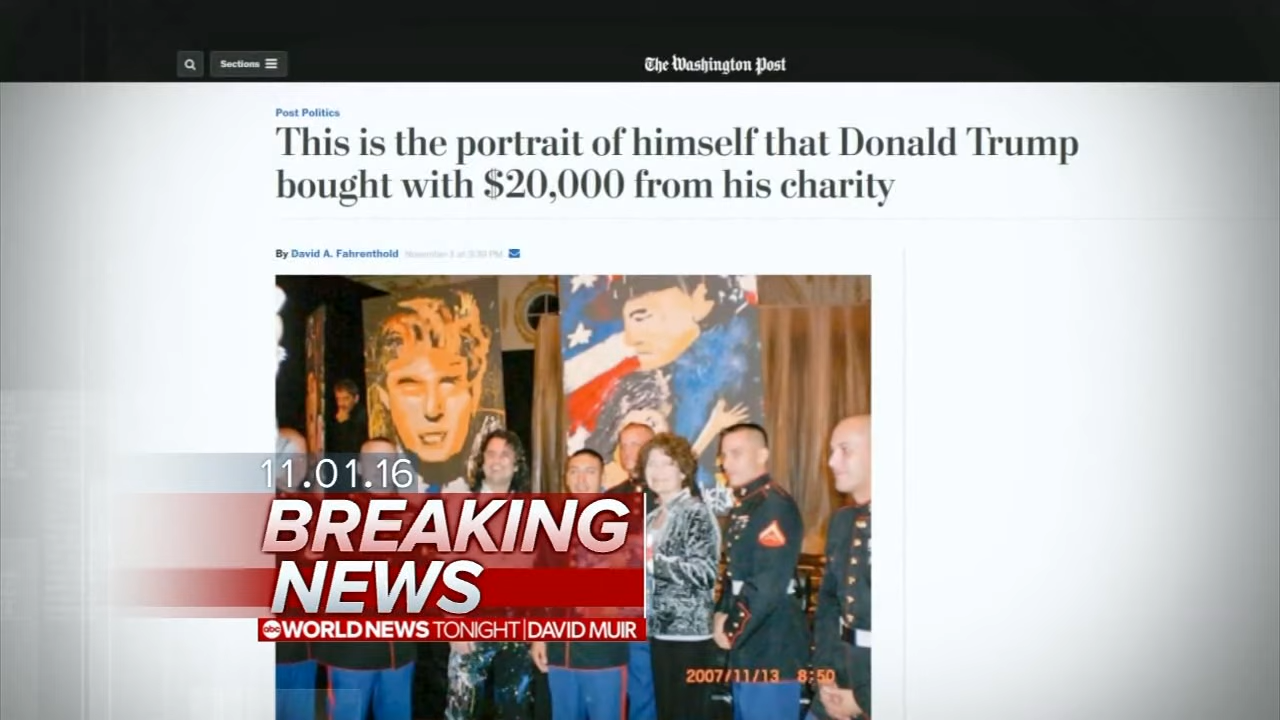 Sections
The Washington Post
Post Politics
This is the portrait of himself that Donald Trump
bought with $20,000 from his charity
By David A. Fahrenthold
11.01.16
BREAKING
NEWS
abc WORLD NEWS TONIGHT | DAVID MUIR
2007/11/13 8:50